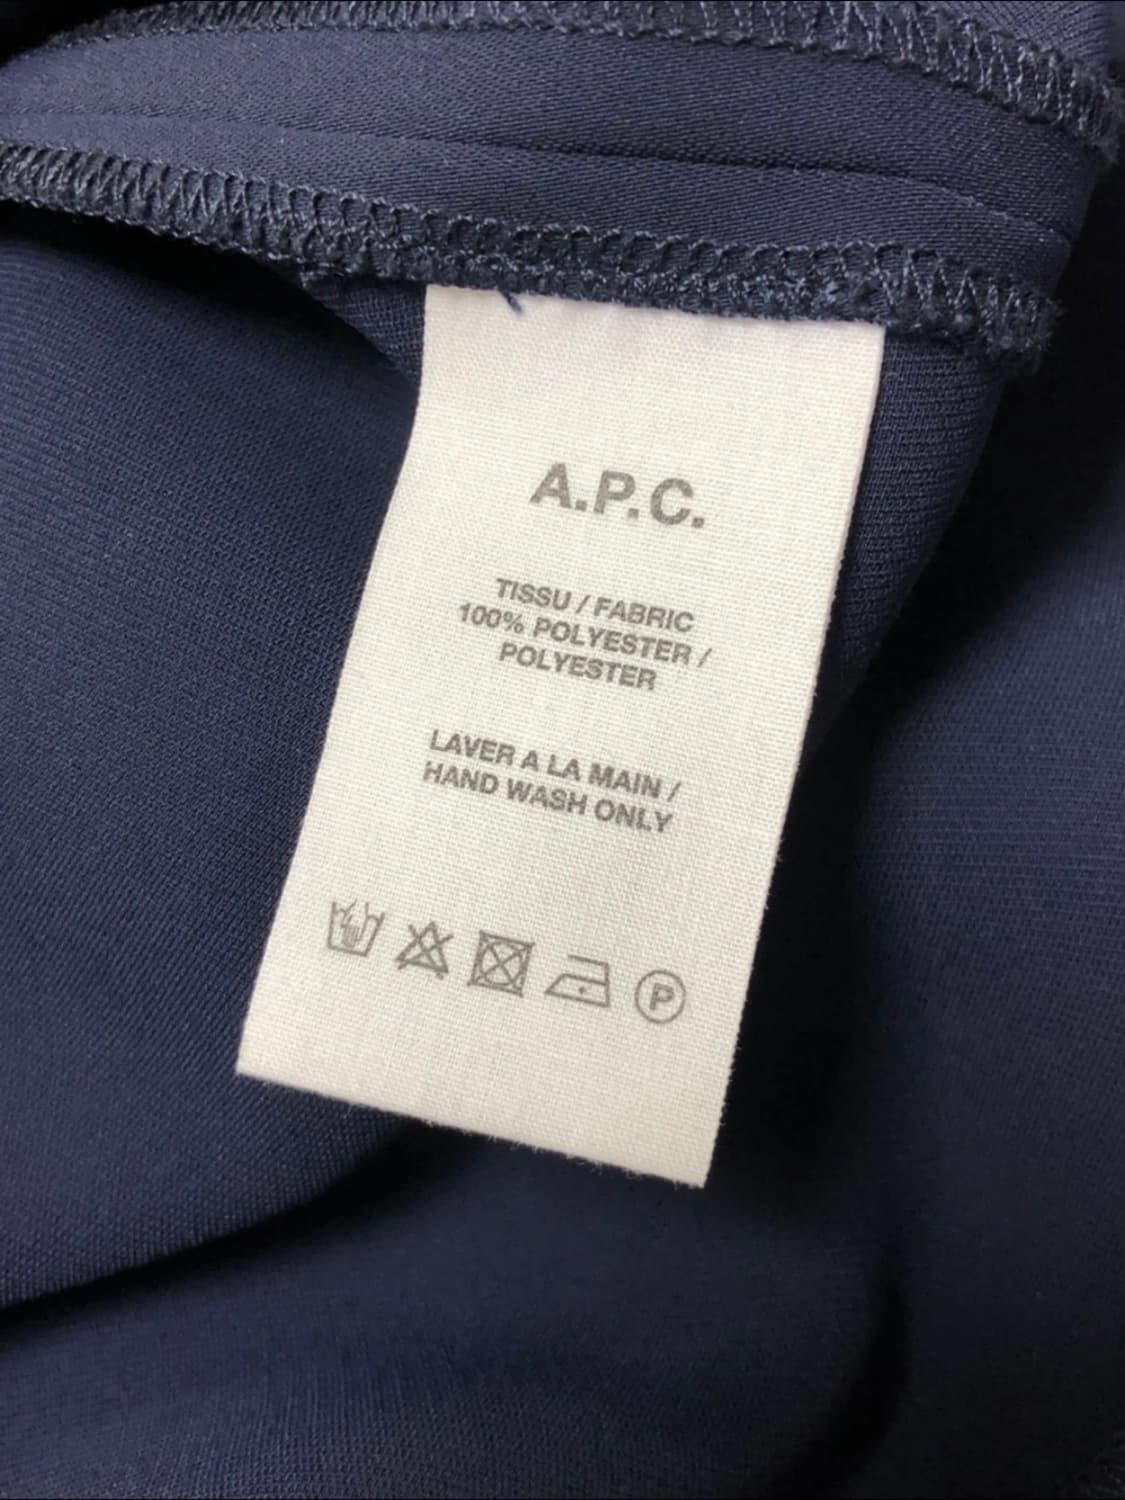 A.P.C.
TISSU / FABRIC
100% POLYESTER /
POLYESTER
LAVER A LA MAIN /
HAND WASH ONLY
P